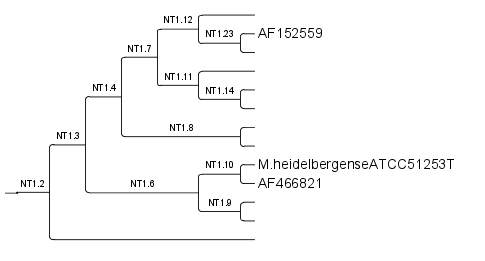 NT1.12
NT1.23
AF152559
NT1.7
NT1.11
NT1.14
NT1.4
NT1.8
NT1.3
NT1.10
M.heidelbergenseATCC51253T
AF466821
NT1.2
NT1.6
NT1.9